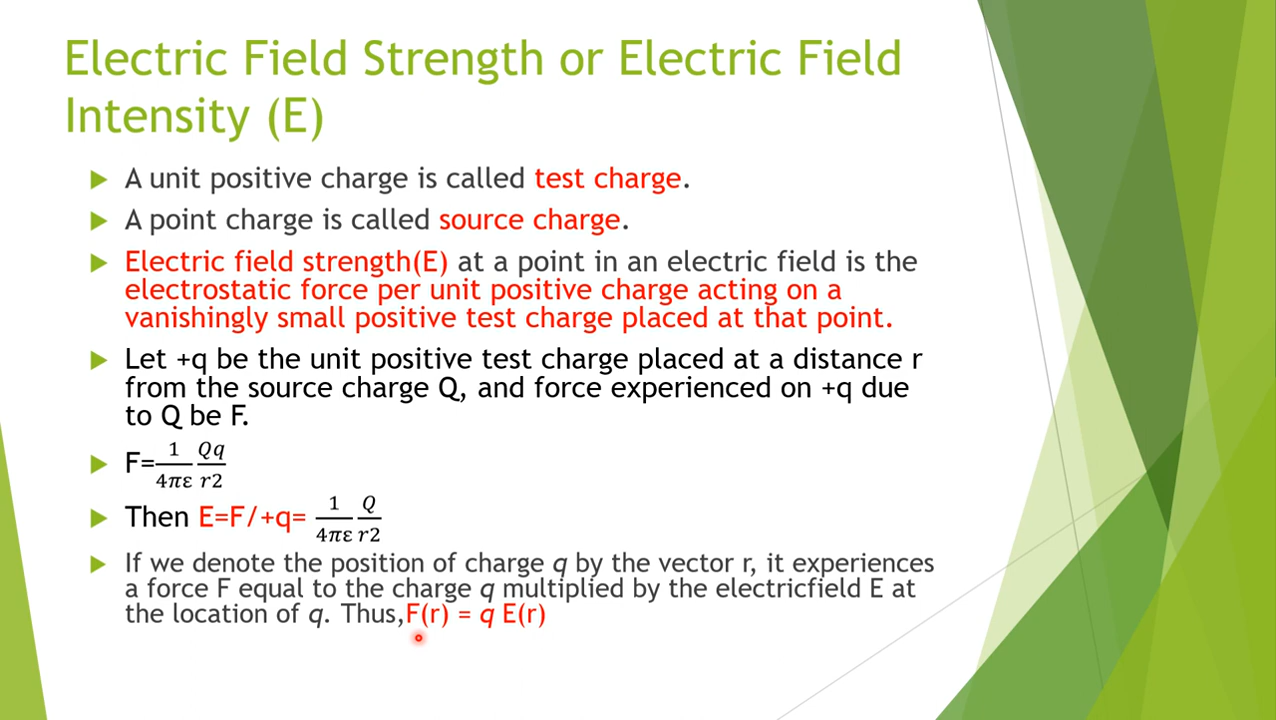 Electric Field Strength or Electric Field
Intensity (E)
A unit positive charge is called test charge.
A point charge is called source charge.
Electric field strength(E) at a point in an electric field is the
electrostatic force per unit positive charge acting on a
vanishingly small positive test charge placed at that point.
Let +q be the unit positive test charge placed at a distance r
from the source charge Q, and force experienced on +q due
to Q be F.
F=1/4πε Qq/r2
Then E=F/+q= 1/4πε Q/r2
If we denote the position of charge q by the vector r, it experiences
a force F equal to the charge q multiplied by the electricfield E at
the location of q. Thus,F(r) = q E(r)